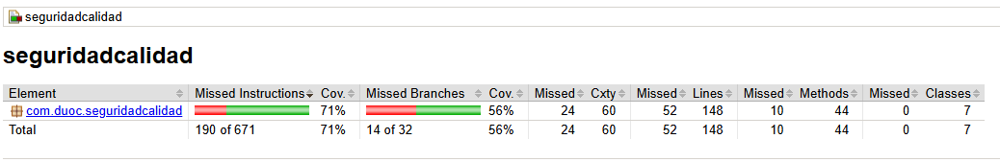 seguridadcalidad
seguridadcalidad
Element Missed Instructions Cov. Missed Branches Cov. Missed Cxty Missed Lines Missed Methods Missed Classes
com.duoc.seguridadcalidad 71% 56% 24 60 52 148 10 44 0 7
Total 190 of 671 71% 14 of 32 56% 24 60 52 148 10 44 0 7